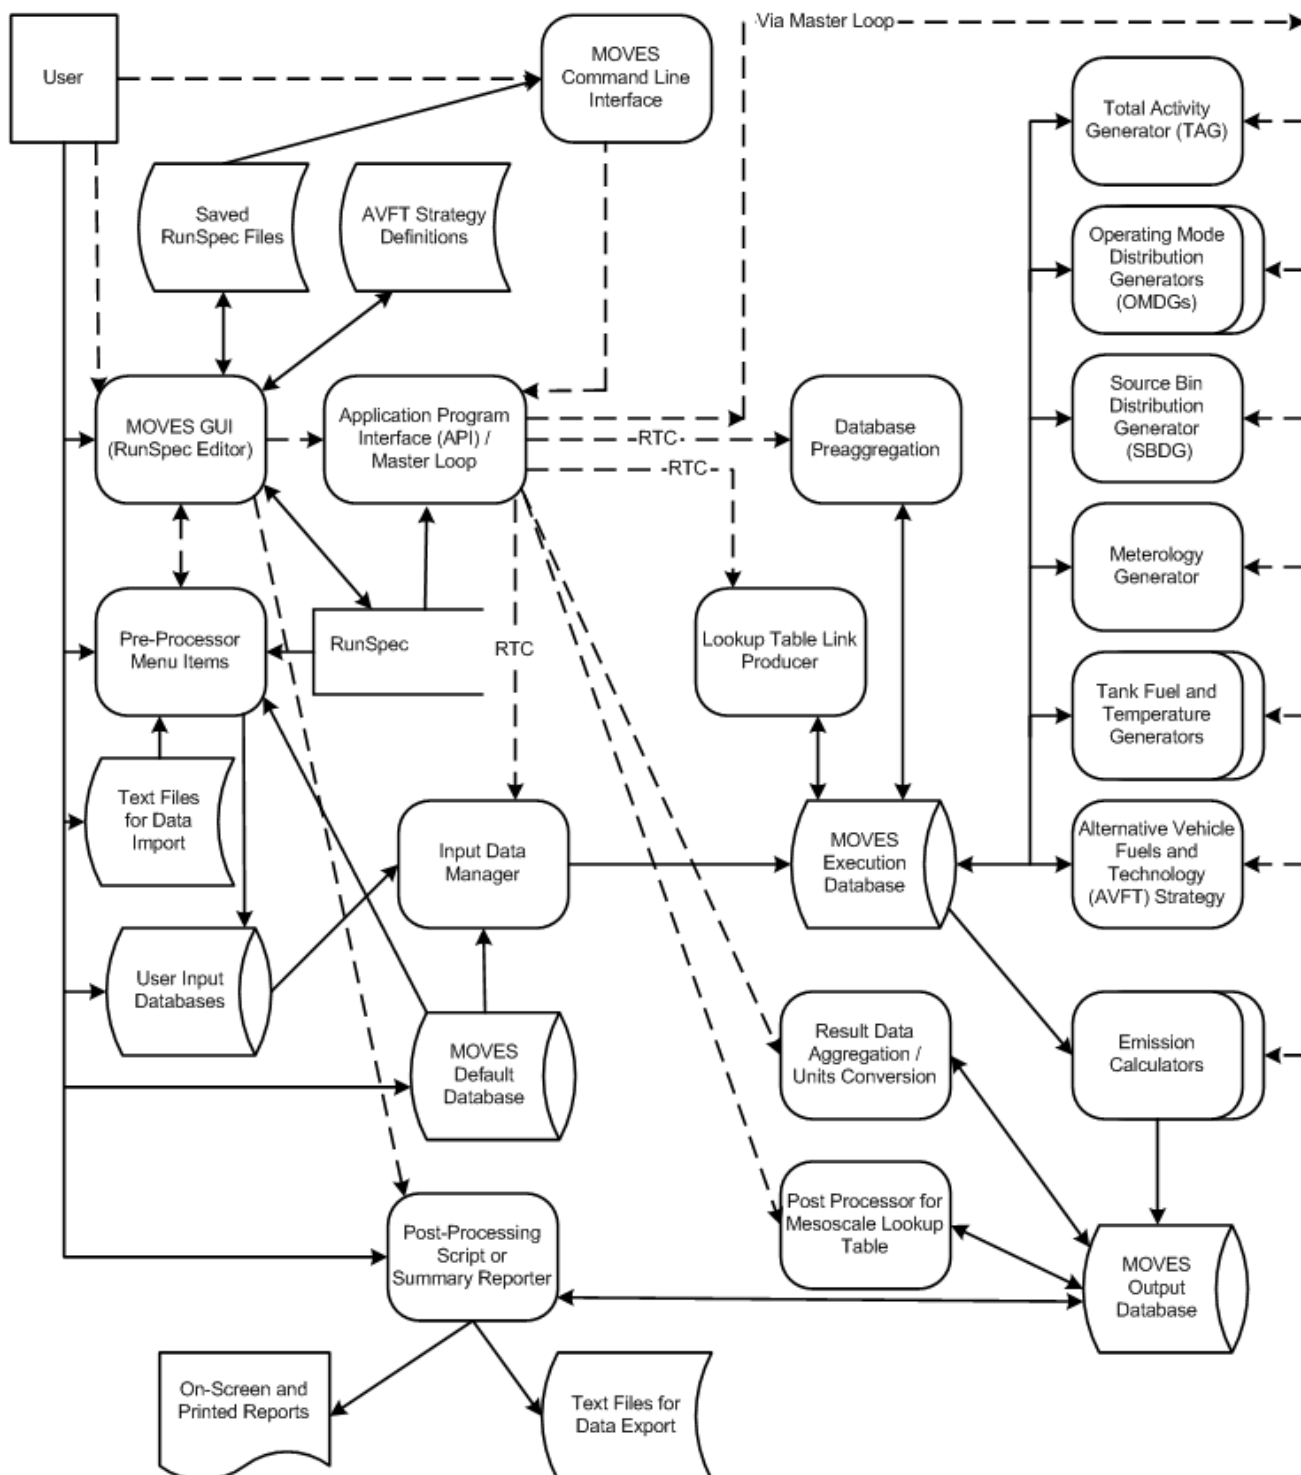 Via Master Loop
User
MOVES
Command Line
Interface
Total Activity
Generator (TAG)
Saved
RunSpec Files
AVFT Strategy
Definitions
Operating Mode
Distribution
Generators
(OMDGs)
MOVES GUI
(RunSpec Editor)
Application Program
Interface (API) /
Master Loop
RTC
RTC
Database
Preaggregation
Source Bin
Distribution
Generator
(SBDG)
Meterology
Generator
Pre-Processor
Menu Items
RunSpec
RTC
Lookup Table Link
Producer
Tank Fuel and
Temperature
Generators
Text Files
for Data
Import
Input Data
Manager
MOVES
Execution
Database
Alternative Vehicle
Fuels and
Technology
(AVFT) Strategy
User Input
Databases
MOVES
Default
Database
Result Data
Aggregation /
Units Conversion
Emission
Calculators
Post-Processing
Script or
Summary Reporter
Post Processor for
Mesoscale Lookup
Table
MOVES
Output
Database
On-Screen and
Printed Reports
Text Files for
Data Export